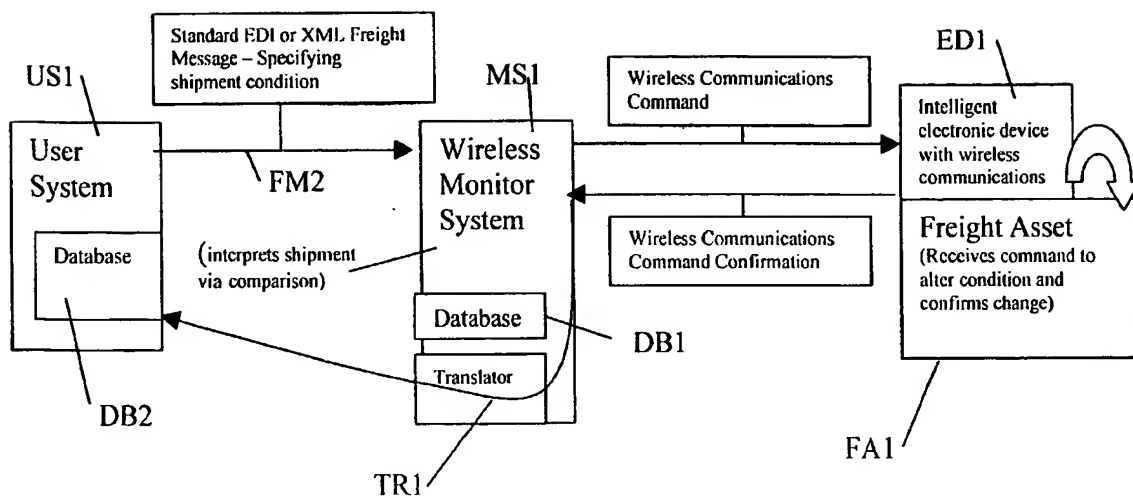 Standard EDI or XML Freight
Message – Specifying
shipment condition
US1
User
System
Database
DB2
FM2
(interprets shipment
via comparison)
MS1
Wireless
Monitor
System
Database
DB1
Translator
TR1
Wireless Communications
Command
Wireless Communications
Command Confirmation
ED1
Intelligent
electronic device
with wireless
communications
Freight Asset
(Receives command to
alter condition and
confirms change)
FA1